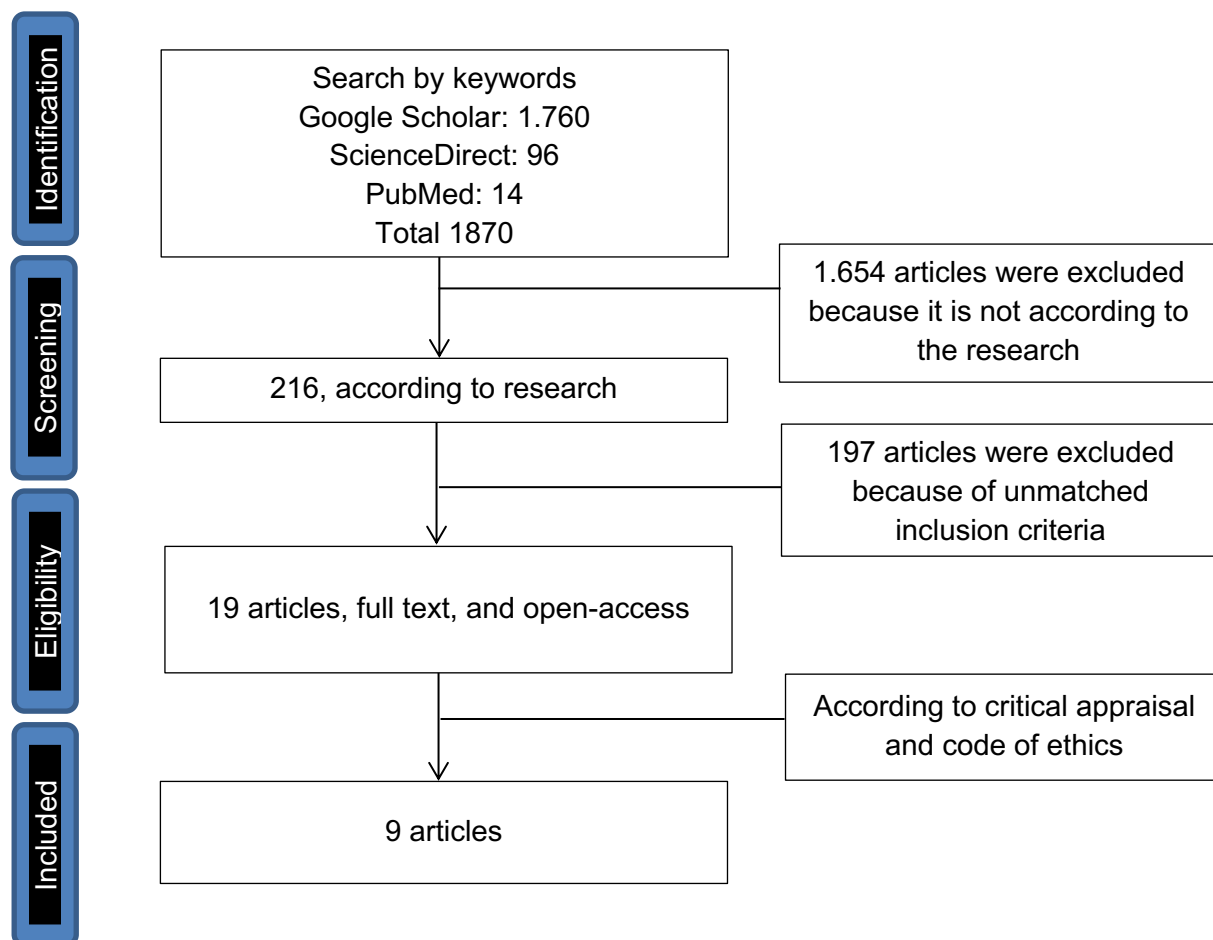 Identification
Search by keywords
Google Scholar: 1.760
ScienceDirect: 96
PubMed: 14
Total 1870
1.654 articles were excluded
because it is not according to
the research
Screening
216, according to research
197 articles were excluded
because of unmatched
inclusion criteria
Eligibility
19 articles, full text, and open-access
According to critical appraisal
and code of ethics
Included
9 articles